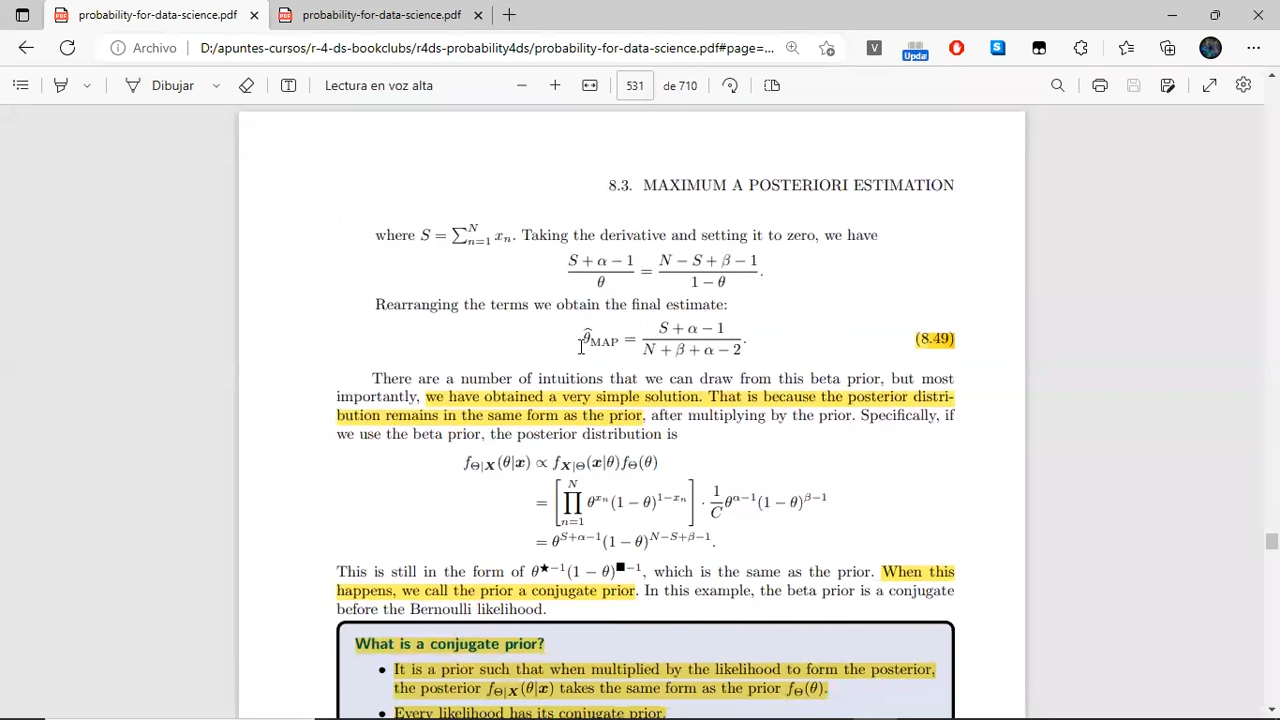 probability-for-data-science.pdf
probability-for-data-science.pdf
Archivo
D:/apuntes-cursos/r-4-ds-bookclubs/r4ds-probability4ds/probability-for-data-science.pdf#page=...
V
Upda
S
Dibujar
Lectura en voz alta
531
de 710
8.3. MAXIMUM A POSTERIORI ESTIMATION
where S = ∑_{n=1}^{N} x_n. Taking the derivative and setting it to zero, we have
(S + α − 1)/θ = (N − S + β − 1)/(1 − θ).
Rearranging the terms we obtain the final estimate:
θ̂_MAP = (S + α − 1)/(N + β + α − 2). (8.49)
There are a number of intuitions that we can draw from this beta prior, but most
importantly, we have obtained a very simple solution. That is because the posterior distri-
bution remains in the same form as the prior, after multiplying by the prior. Specifically, if
we use the beta prior, the posterior distribution is
f_{Θ|X}(θ|x) ∝ f_{X|Θ}(x|θ)f_Θ(θ)
= [∏_{n=1}^{N} θ^{x_n}(1 − θ)^{1−x_n}] · (1/C)θ^{α−1}(1 − θ)^{β−1}
= θ^{S+α−1}(1 − θ)^{N−S+β−1}.
This is still in the form of θ^{★−1}(1 − θ)^{■−1}, which is the same as the prior. When this
happens, we call the prior a conjugate prior. In this example, the beta prior is a conjugate
before the Bernoulli likelihood.
What is a conjugate prior?
• It is a prior such that when multiplied by the likelihood to form the posterior,
the posterior f_{Θ|X}(θ|x) takes the same form as the prior f_Θ(θ).
• Every likelihood has its conjugate prior.